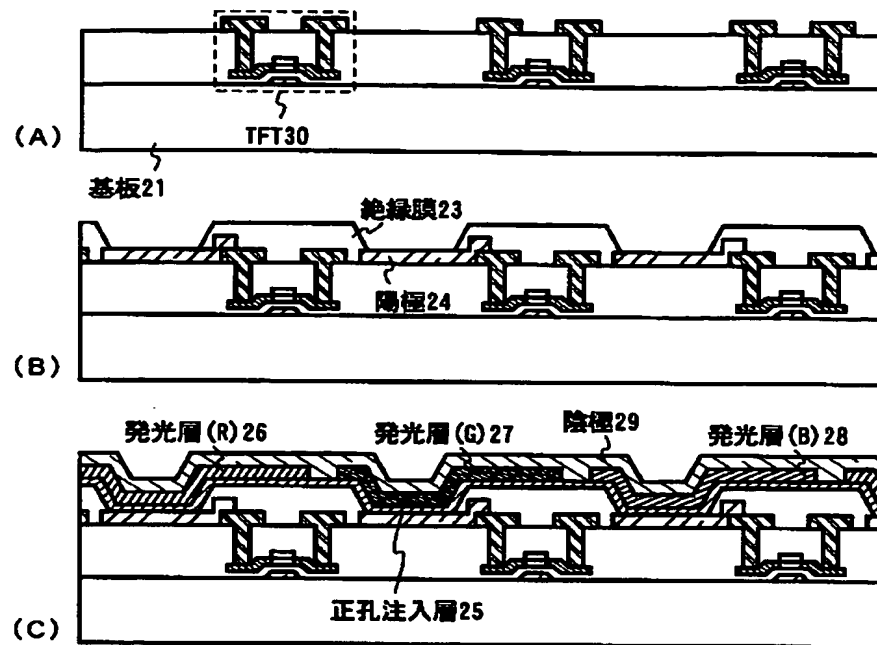 (A)
TFT30
基板21
絶縁膜23
陽極24
(B)
発光層(R)26
発光層(G)27
陰極29
発光層(B)28
正孔注入層25
(C)